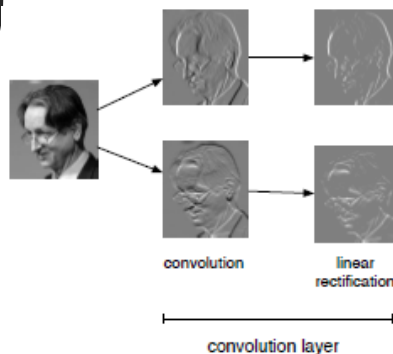 convolution
linear
rectification
convolution layer